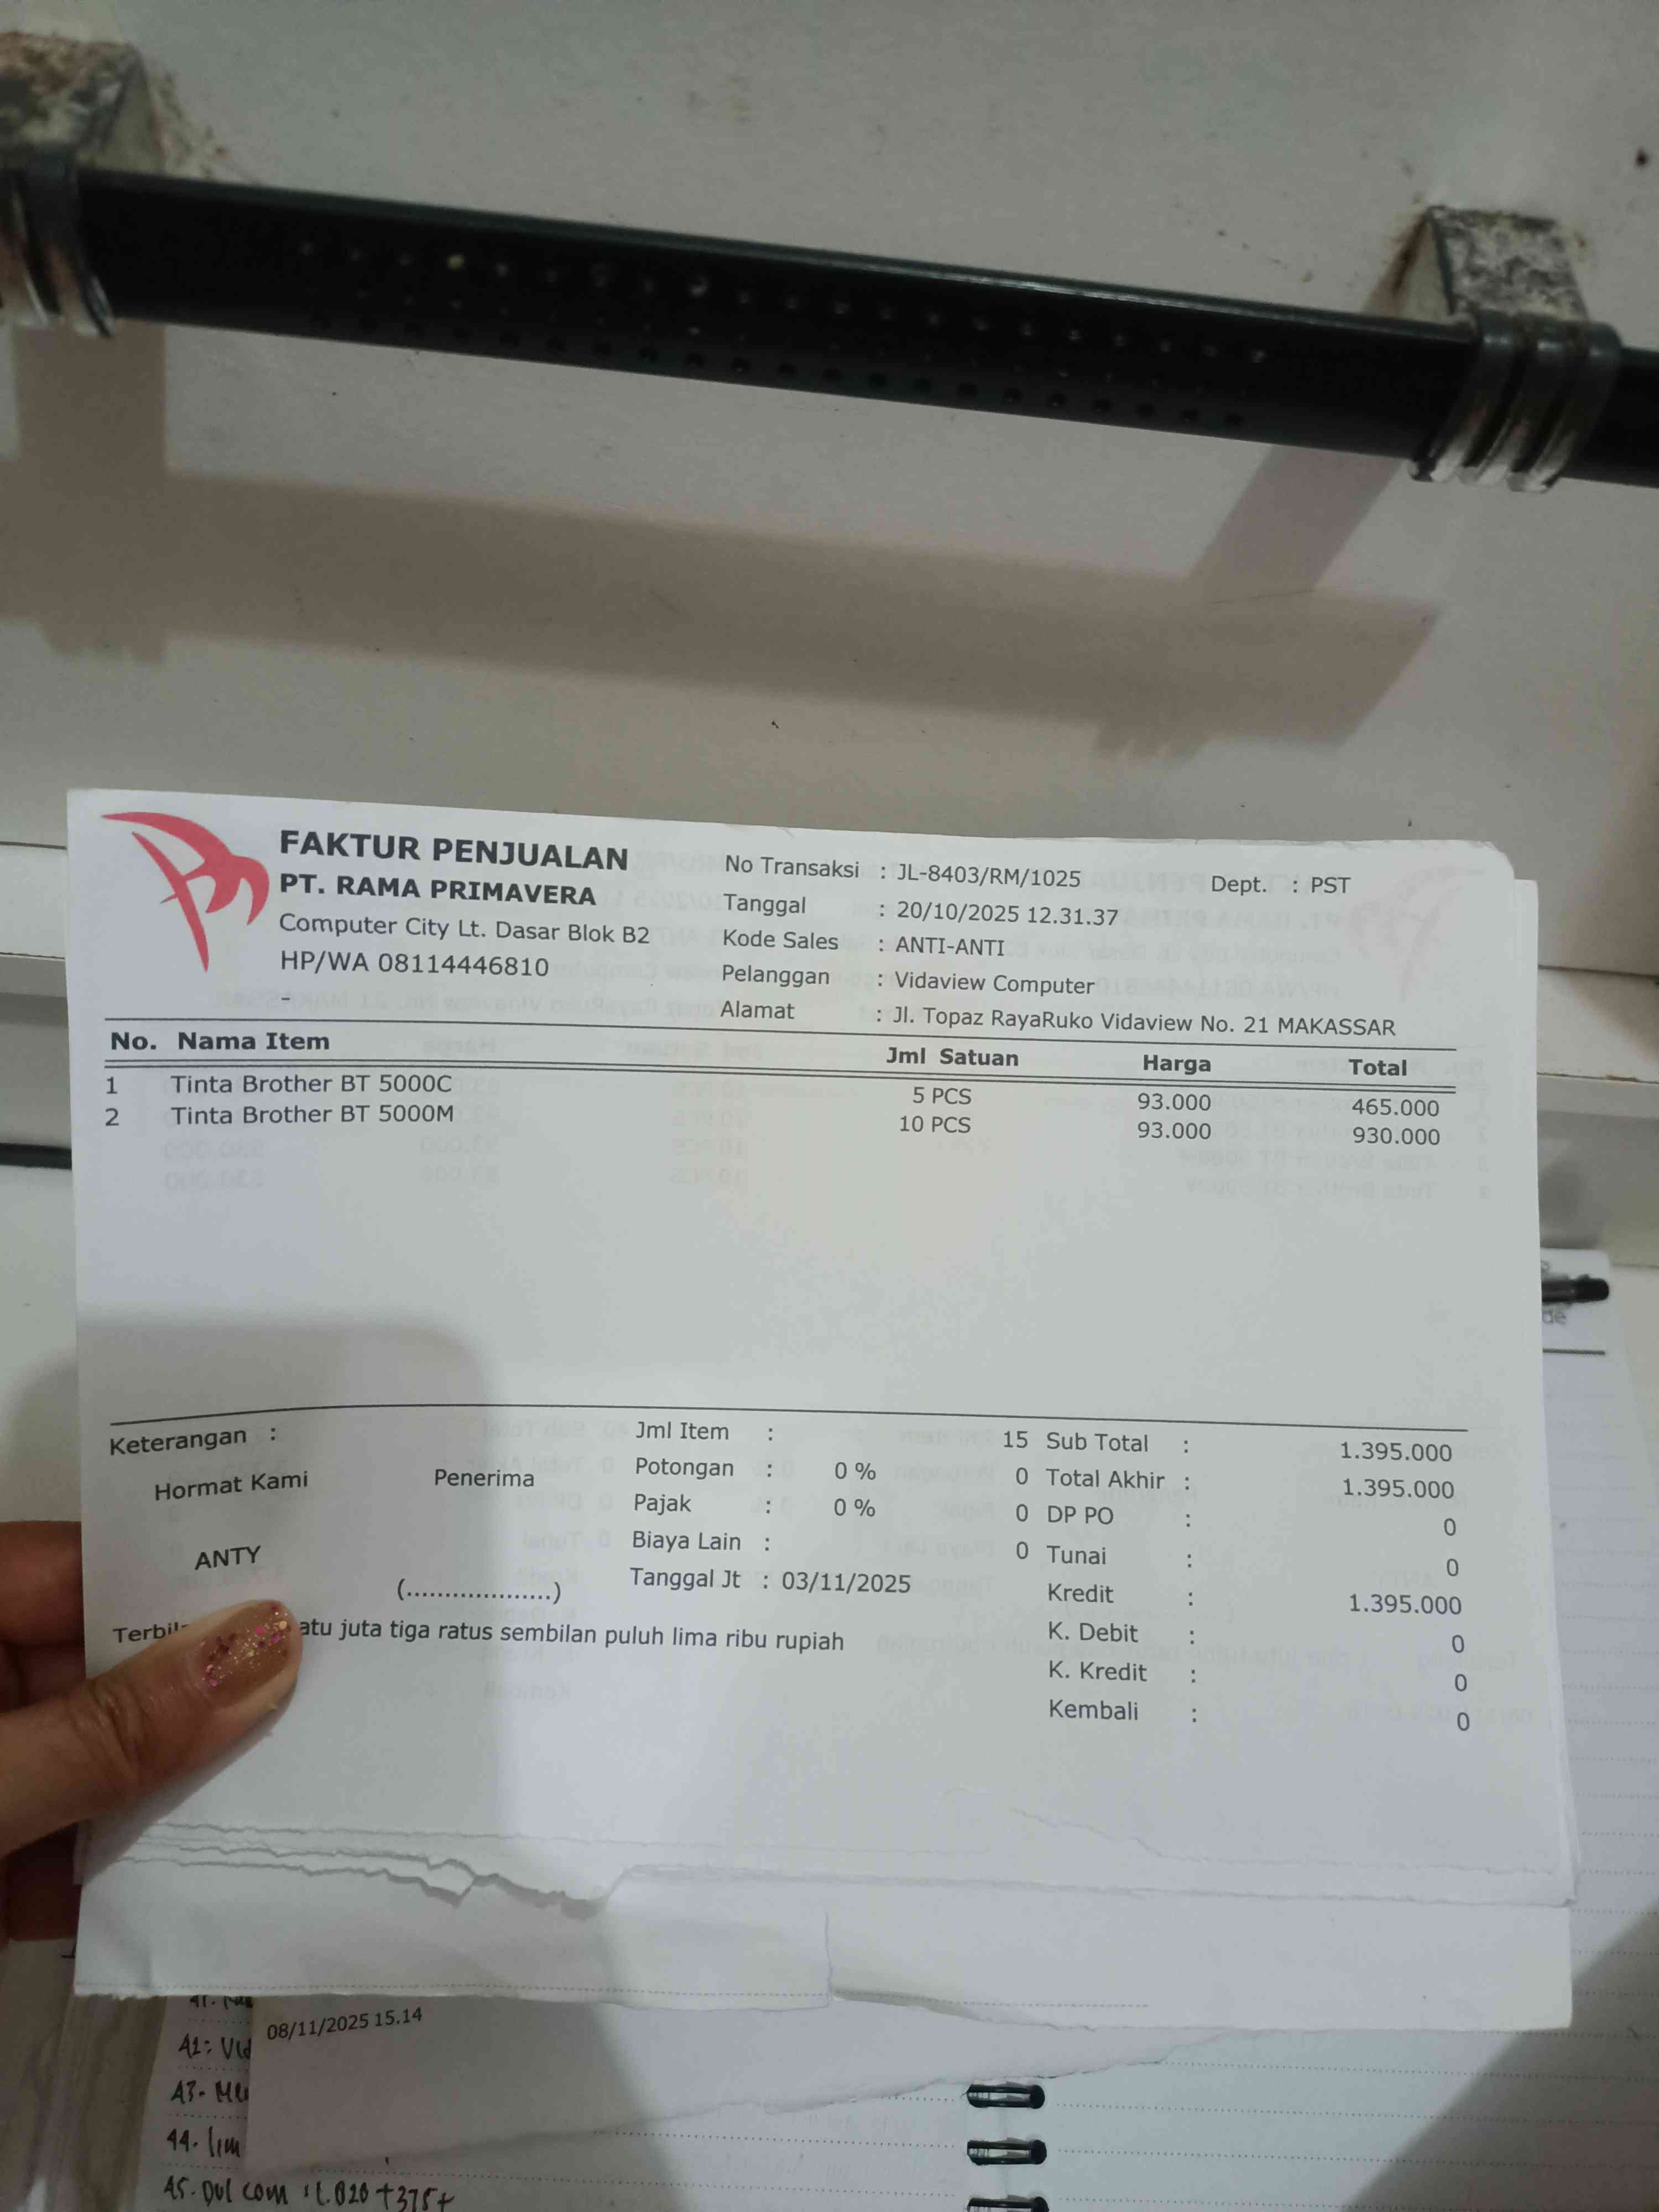 FAKTUR PENJUALAN
PT. RAMA PRIMAVERA
Computer City Lt. Dasar Blok B2
HP/WA 08114446810
-
No Transaksi : JL-8403/RM/1025 Dept. : PST
Tanggal : 20/10/2025 12.31.37
Kode Sales : ANTI-ANTI
Pelanggan : Vidaview Computer
Alamat : Jl. Topaz RayaRuko Vidaview No. 21 MAKASSAR
No. Nama Item Jml Satuan Harga Total
1 Tinta Brother BT 5000C 5 PCS 93.000 465.000
2 Tinta Brother BT 5000M 10 PCS 93.000 930.000
Keterangan :
Hormat Kami Penerima
ANTY
(...................)
Jml Item : 15
Potongan : 0 % 0
Pajak : 0 % 0
Biaya Lain : 0
Tanggal Jt : 03/11/2025
Sub Total : 1.395.000
Total Akhir : 1.395.000
DP PO : 0
Tunai : 0
Kredit : 1.395.000
K. Debit : 0
K. Kredit : 0
Kembali : 0
juta tiga ratus sembilan puluh lima ribu rupiah
08/11/2025 15.14
44.
A5. Dul com : 1.020 + 375 +